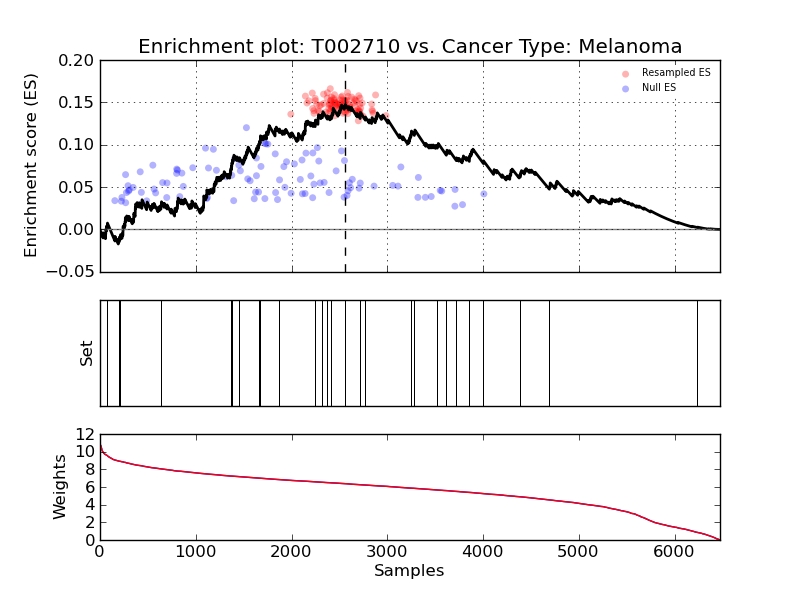 Enrichment plot: T002710 vs. Cancer Type: Melanoma
Enrichment score (ES)
0.20
0.15
0.10
0.05
0.00
−0.05
Resampled ES
Null ES
Set
Weights
12
10
8
6
4
2
0
0 1000 2000 3000 4000 5000 6000
Samples